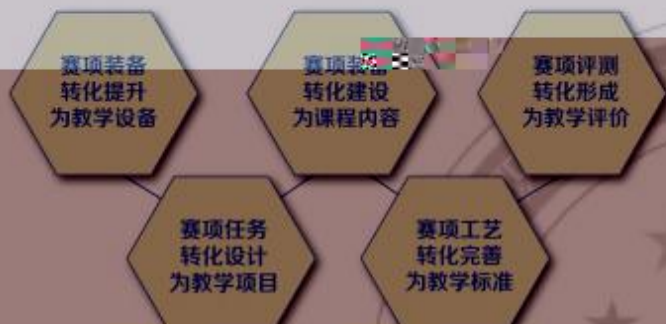 赛项装备
转化提升
为教学设备
赛项装备
转化建设
为课程内容
赛项评测
转化形成
为教学评价
赛项任务
转化设计
为教学项目
赛项工艺
转化完善
为教学标准